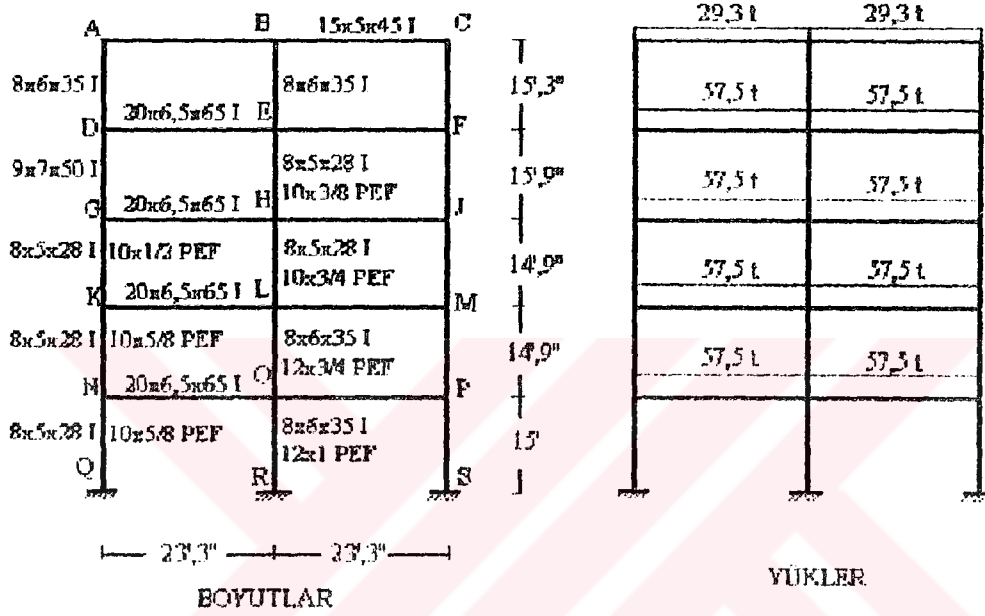 A B 15x5x45 I C
8x6x35 I 8x6x35 I 15',3"
20x6,5x65 I
D E F
9x7x50 I 8x5x28 I 15',9"
10x3/8 PEF
20x6,5x65 I
G H J
8x5x28 I 10x1/2 PEF 8x5x28 I 14',9"
10x3/4 PEF
20x6,5x65 I
K L M
8x5x28 I 10x5/8 PEF 8x6x35 I 14',9"
12x3/4 PEF
20x6,5x65 I
N O P
8x5x28 I 10x5/8 PEF 8x6x35 I 15'
12x1 PEF
Q R S
23',3" 23',3"
BOYUTLAR
29,3 t 29,3 t
57,5 t 57,5 t
57,5 t 57,5 t
57,5 t 57,5 t
57,5 t 57,5 t
YÜKLER